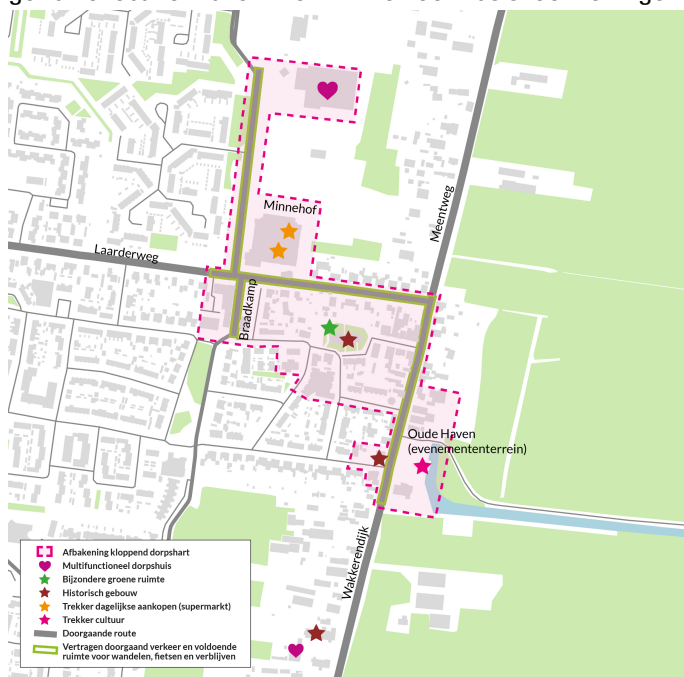 Minnehof
Meentweg
Laarderweg
Braadkamp
Oude Haven
(evenemententerrein)
Wakkerendijk
Afbakening kloppend dorpshart
Multifunctioneel dorpshuis
Bijzondere groene ruimte
Historisch gebouw
Trekker dagelijkse aankopen (supermarkt)
Trekker cultuur
Doorgaande route
Vertragen doorgaand verkeer en voldoende
ruimte voor wandelen, fietsen en verblijven